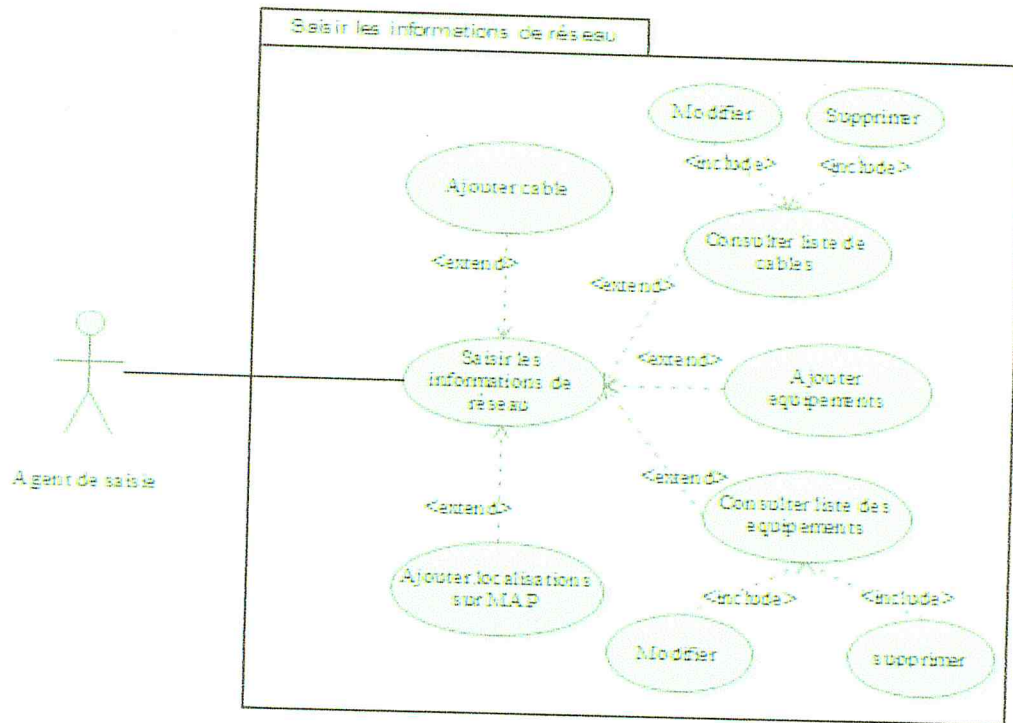 Saisir les informations de réseau
Modifier
Supprimer
<include>
<include>
Ajouter cable
Consulter liste de
cables
<extend>
<extend>
Saisir les
informations de
réseau
<extend>
Ajouter
equipements
Agent de saisie
<extend>
<extend>
Consulter liste des
equipements
Ajouter localisations
sur MAP
<include>
<include>
Modifier
supprimer